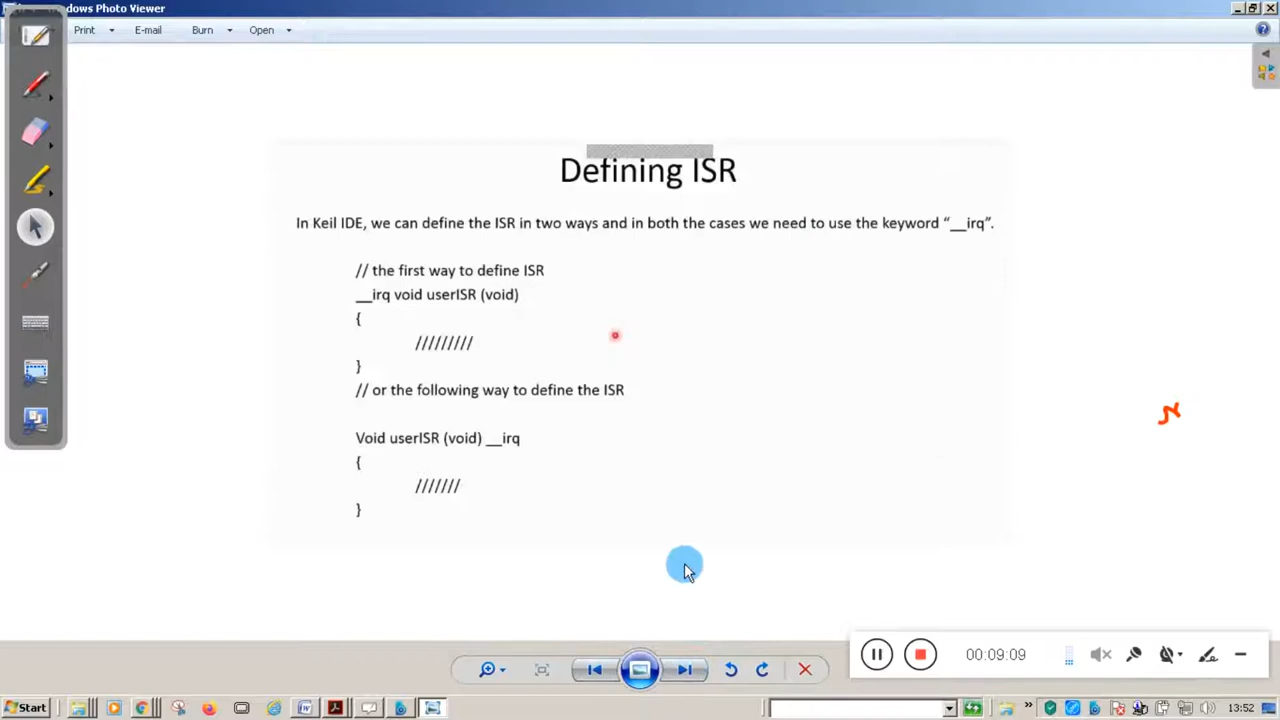 ndows Photo Viewer
Print E-mail Burn Open
Defining ISR
In Keil IDE, we can define the ISR in two ways and in both the cases we need to use the keyword “__irq”.
// the first way to define ISR
__irq void userISR (void)
{
/////////
}
// or the following way to define the ISR
Void userISR (void) __irq
{
///////
}
00:09:09
Start
13:52